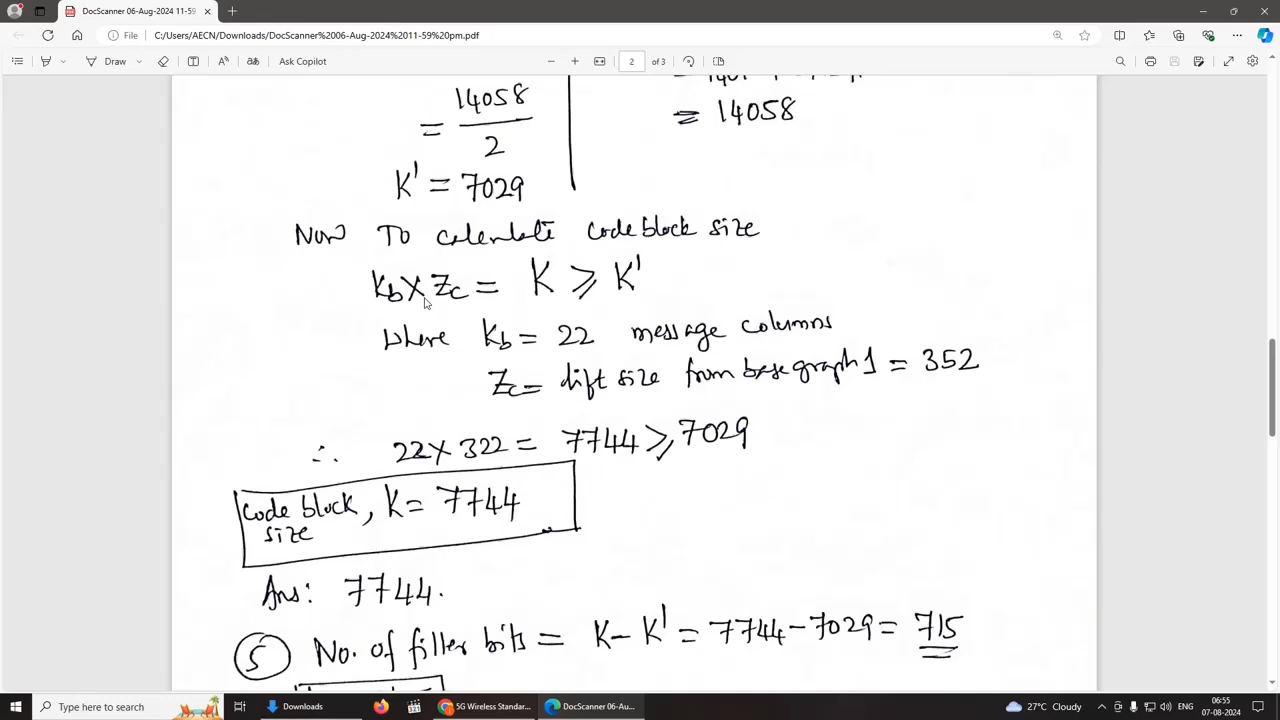 DocScanner 06-Aug-2024 11-59
File C:/Users/AECN/Downloads/DocScanner%2006-Aug-2024%2011-59%20pm.pdf
Draw Ask Copilot 2 of 3
= 14058
14058
= 2
K' = 7029
Now To calculate code block size
Kb X Zc = K ≥ K'
Where Kb = 22 message columns
Zc = lift size from base graph 1 = 352
∴ 22 X 322 = 7744 ≥ 7029
Code block, K = 7744
size
Ans: 7744.
5 No. of filler bits = K - K' = 7744 - 7029 = 715
Type here to search Downloads 5G Wireless Standar... DocScanner 06-Au... 27°C Cloudy ENG 06:55
07-08-2024